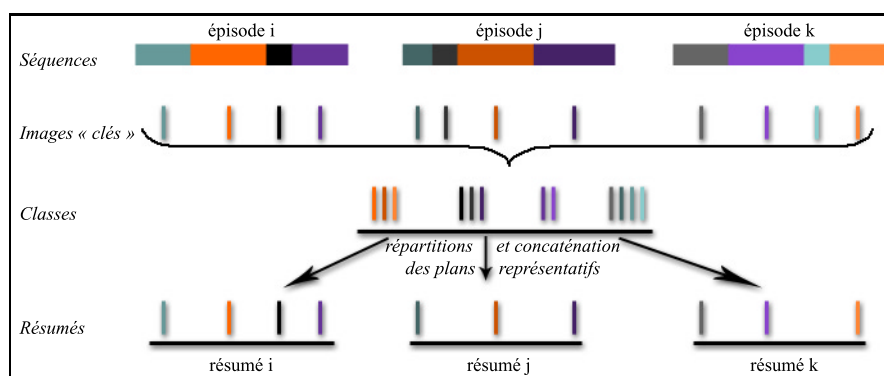 épisode i épisode j épisode k
Séquences
Images « clés »
Classes
répartitions et concaténation
des plans représentatifs
Résumés
résumé i résumé j résumé k